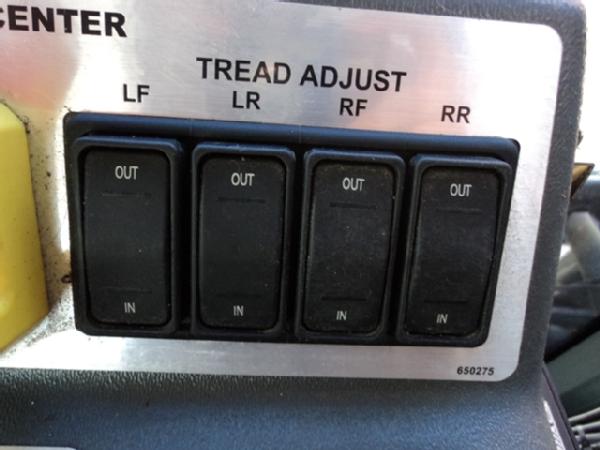 CENTER
TREAD ADJUST
LF LR RF RR
OUT OUT OUT OUT
IN IN IN IN
650275